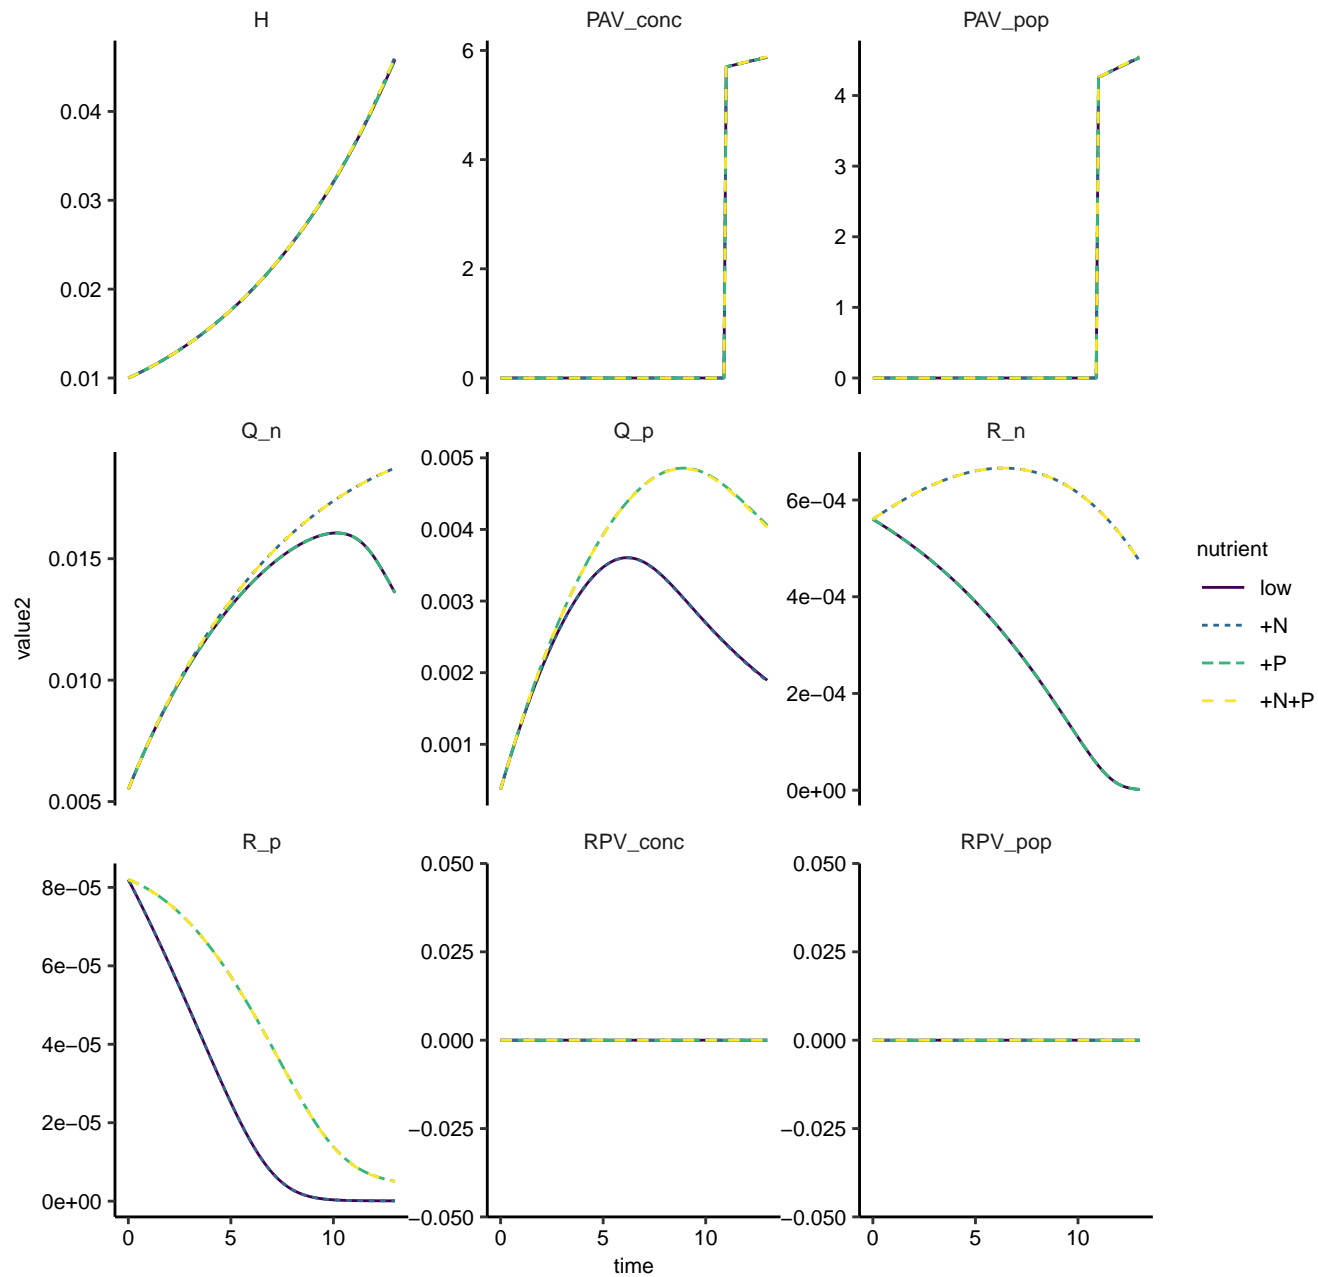 H PAV_conc PAV_pop
0.04
0.03
0.02
0.01
6
4
2
0
4
3
2
1
0
Q_n Q_p R_n
0.015
0.010
0.005
0.005
0.004
0.003
0.002
0.001
6e−04
4e−04
2e−04
0e+00
R_p RPV_conc RPV_pop
8e−05
6e−05
4e−05
2e−05
0e+00
0.050
0.025
0.000
−0.025
−0.050
0.050
0.025
0.000
−0.025
−0.050
0 5 10
0 5 10
0 5 10
time
value2
nutrient
low
+N
+P
+N+P